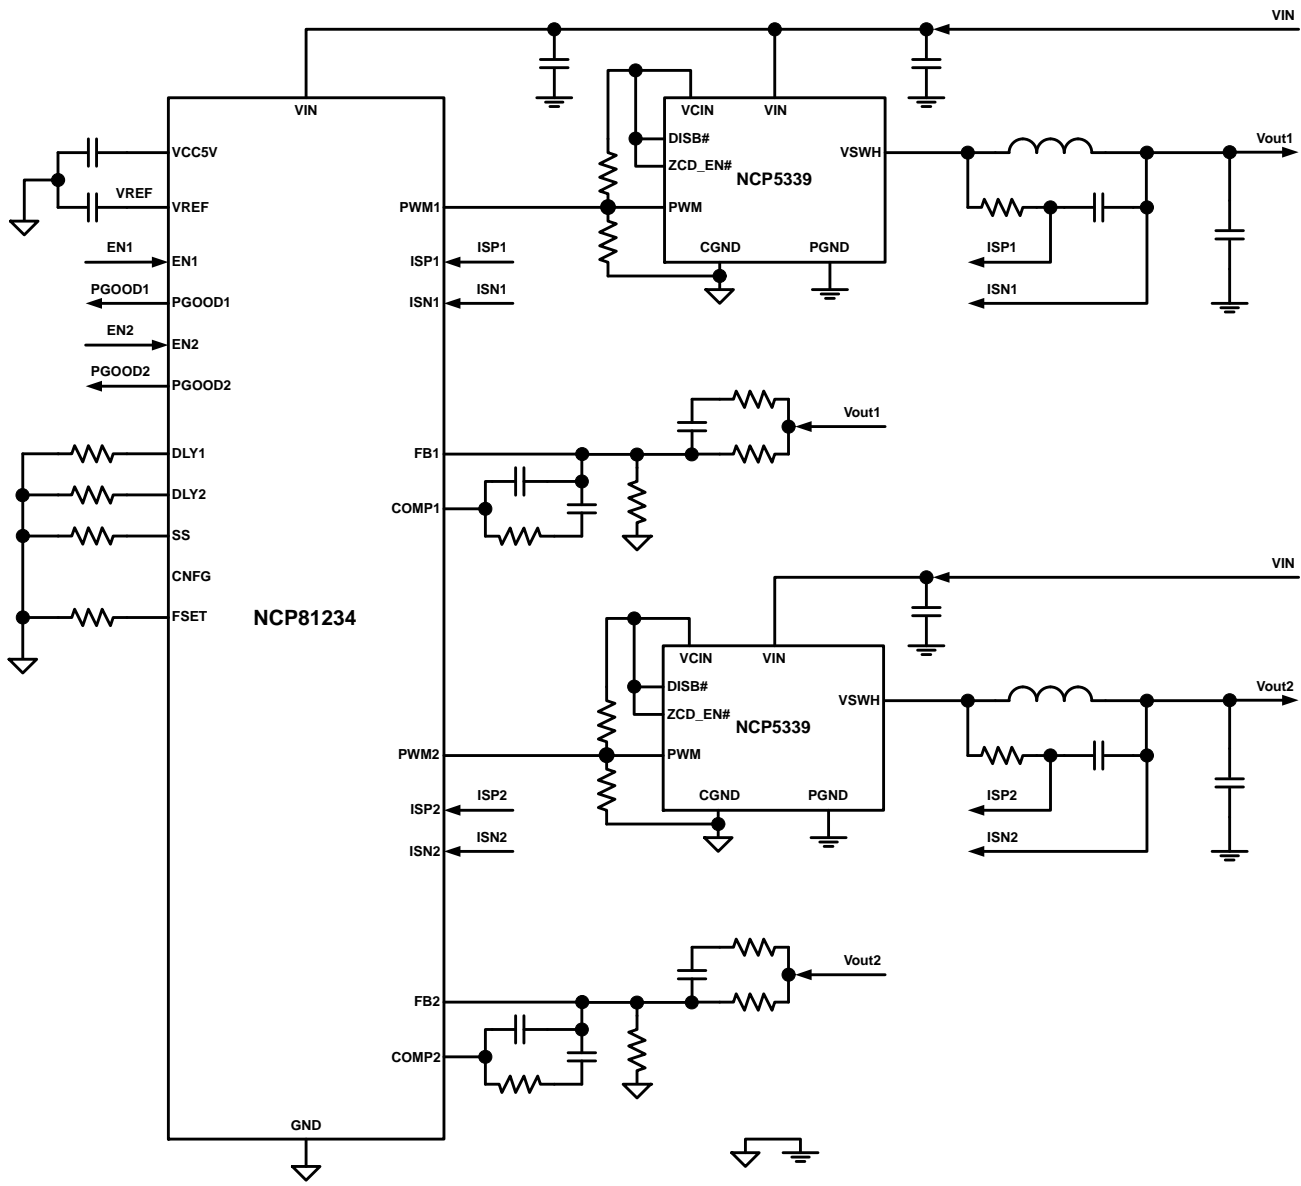 VIN
VIN
VCIN
VIN
VCC5V
DISB#
VSWH
Vout1
ZCD_EN#
NCP5339
VREF
VREF
PWM1
PWM
EN1
EN1
ISP1
ISP1
CGND
PGND
ISP1
PGOOD1
PGOOD1
ISN1
ISN1
ISN1
EN2
EN2
PGOOD2
PGOOD2
Vout1
DLY1
FB1
DLY2
COMP1
SS
CNFG
VIN
FSET
NCP81234
VCIN
VIN
DISB#
VSWH
Vout2
ZCD_EN#
NCP5339
PWM2
PWM
ISP2
ISP2
CGND
PGND
ISP2
ISN2
ISN2
ISN2
Vout2
FB2
COMP2
GND